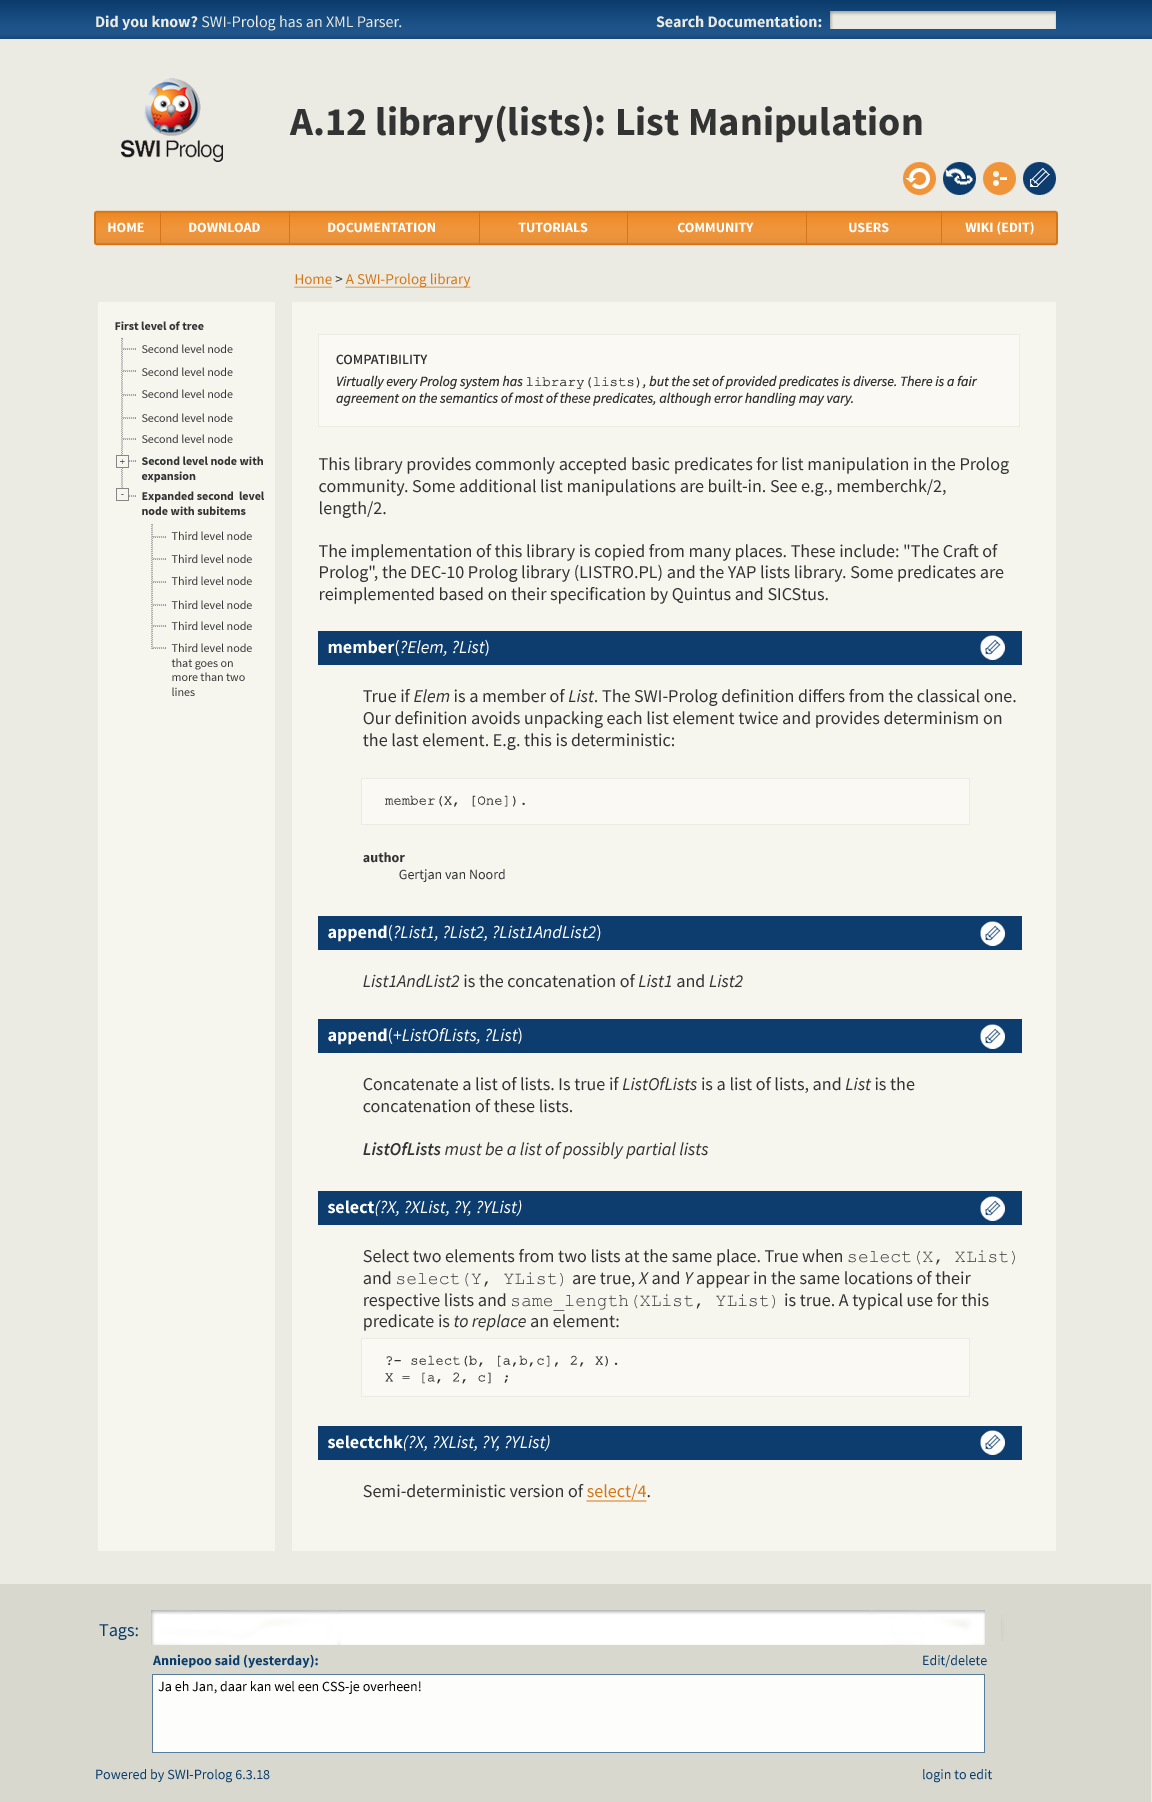 Did you know? SWI-Prolog has an XML Parser.
Search Documentation:
SWI Prolog
A.12 library(lists): List Manipulation
HOME
DOWNLOAD
DOCUMENTATION
TUTORIALS
COMMUNITY
USERS
WIKI (EDIT)
Home > A SWI-Prolog library
First level of tree
Second level node
Second level node
Second level node
Second level node
Second level node
+ Second level node with
expansion
- Expanded second  level
node with subitems
Third level node
Third level node
Third level node
Third level node
Third level node
Third level node
that goes on
more than two
lines
COMPATIBILITY
Virtually every Prolog system has library(lists), but the set of provided predicates is diverse. There is a fair
agreement on the semantics of most of these predicates, although error handling may vary.
This library provides commonly accepted basic predicates for list manipulation in the Prolog
community. Some additional list manipulations are built-in. See e.g., memberchk/2,
length/2.
The implementation of this library is copied from many places. These include: "The Craft of
Prolog", the DEC-10 Prolog library (LISTRO.PL) and the YAP lists library. Some predicates are
reimplemented based on their specification by Quintus and SICStus.
member(?Elem, ?List)
True if Elem is a member of List. The SWI-Prolog definition differs from the classical one.
Our definition avoids unpacking each list element twice and provides determinism on
the last element. E.g. this is deterministic:
member(X, [One]).
author
Gertjan van Noord
append(?List1, ?List2, ?List1AndList2)
List1AndList2 is the concatenation of List1 and List2
append(+ListOfLists, ?List)
Concatenate a list of lists. Is true if ListOfLists is a list of lists, and List is the
concatenation of these lists.
ListOfLists must be a list of possibly partial lists
select(?X, ?XList, ?Y, ?YList)
Select two elements from two lists at the same place. True when select(X, XList)
and select(Y, YList) are true, X and Y appear in the same locations of their
respective lists and same_length(XList, YList) is true. A typical use for this
predicate is to replace an element:
?- select(b, [a,b,c], 2, X).
X = [a, 2, c] ;
selectchk(?X, ?XList, ?Y, ?YList)
Semi-deterministic version of select/4.
Tags:
Anniepoo said (yesterday):
Edit/delete
Ja eh Jan, daar kan wel een CSS-je overheen!
Powered by SWI-Prolog 6.3.18
login to edit